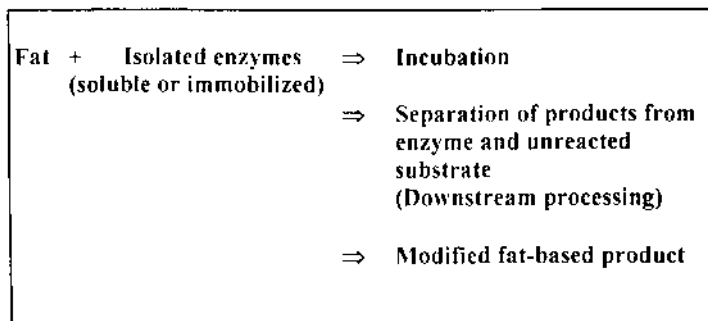 Fat + Isolated enzymes ⇒ Incubation
(soluble or immobilized)
⇒ Separation of products from
enzyme and unreacted
substrate
(Downstream processing)
⇒ Modified fat-based product